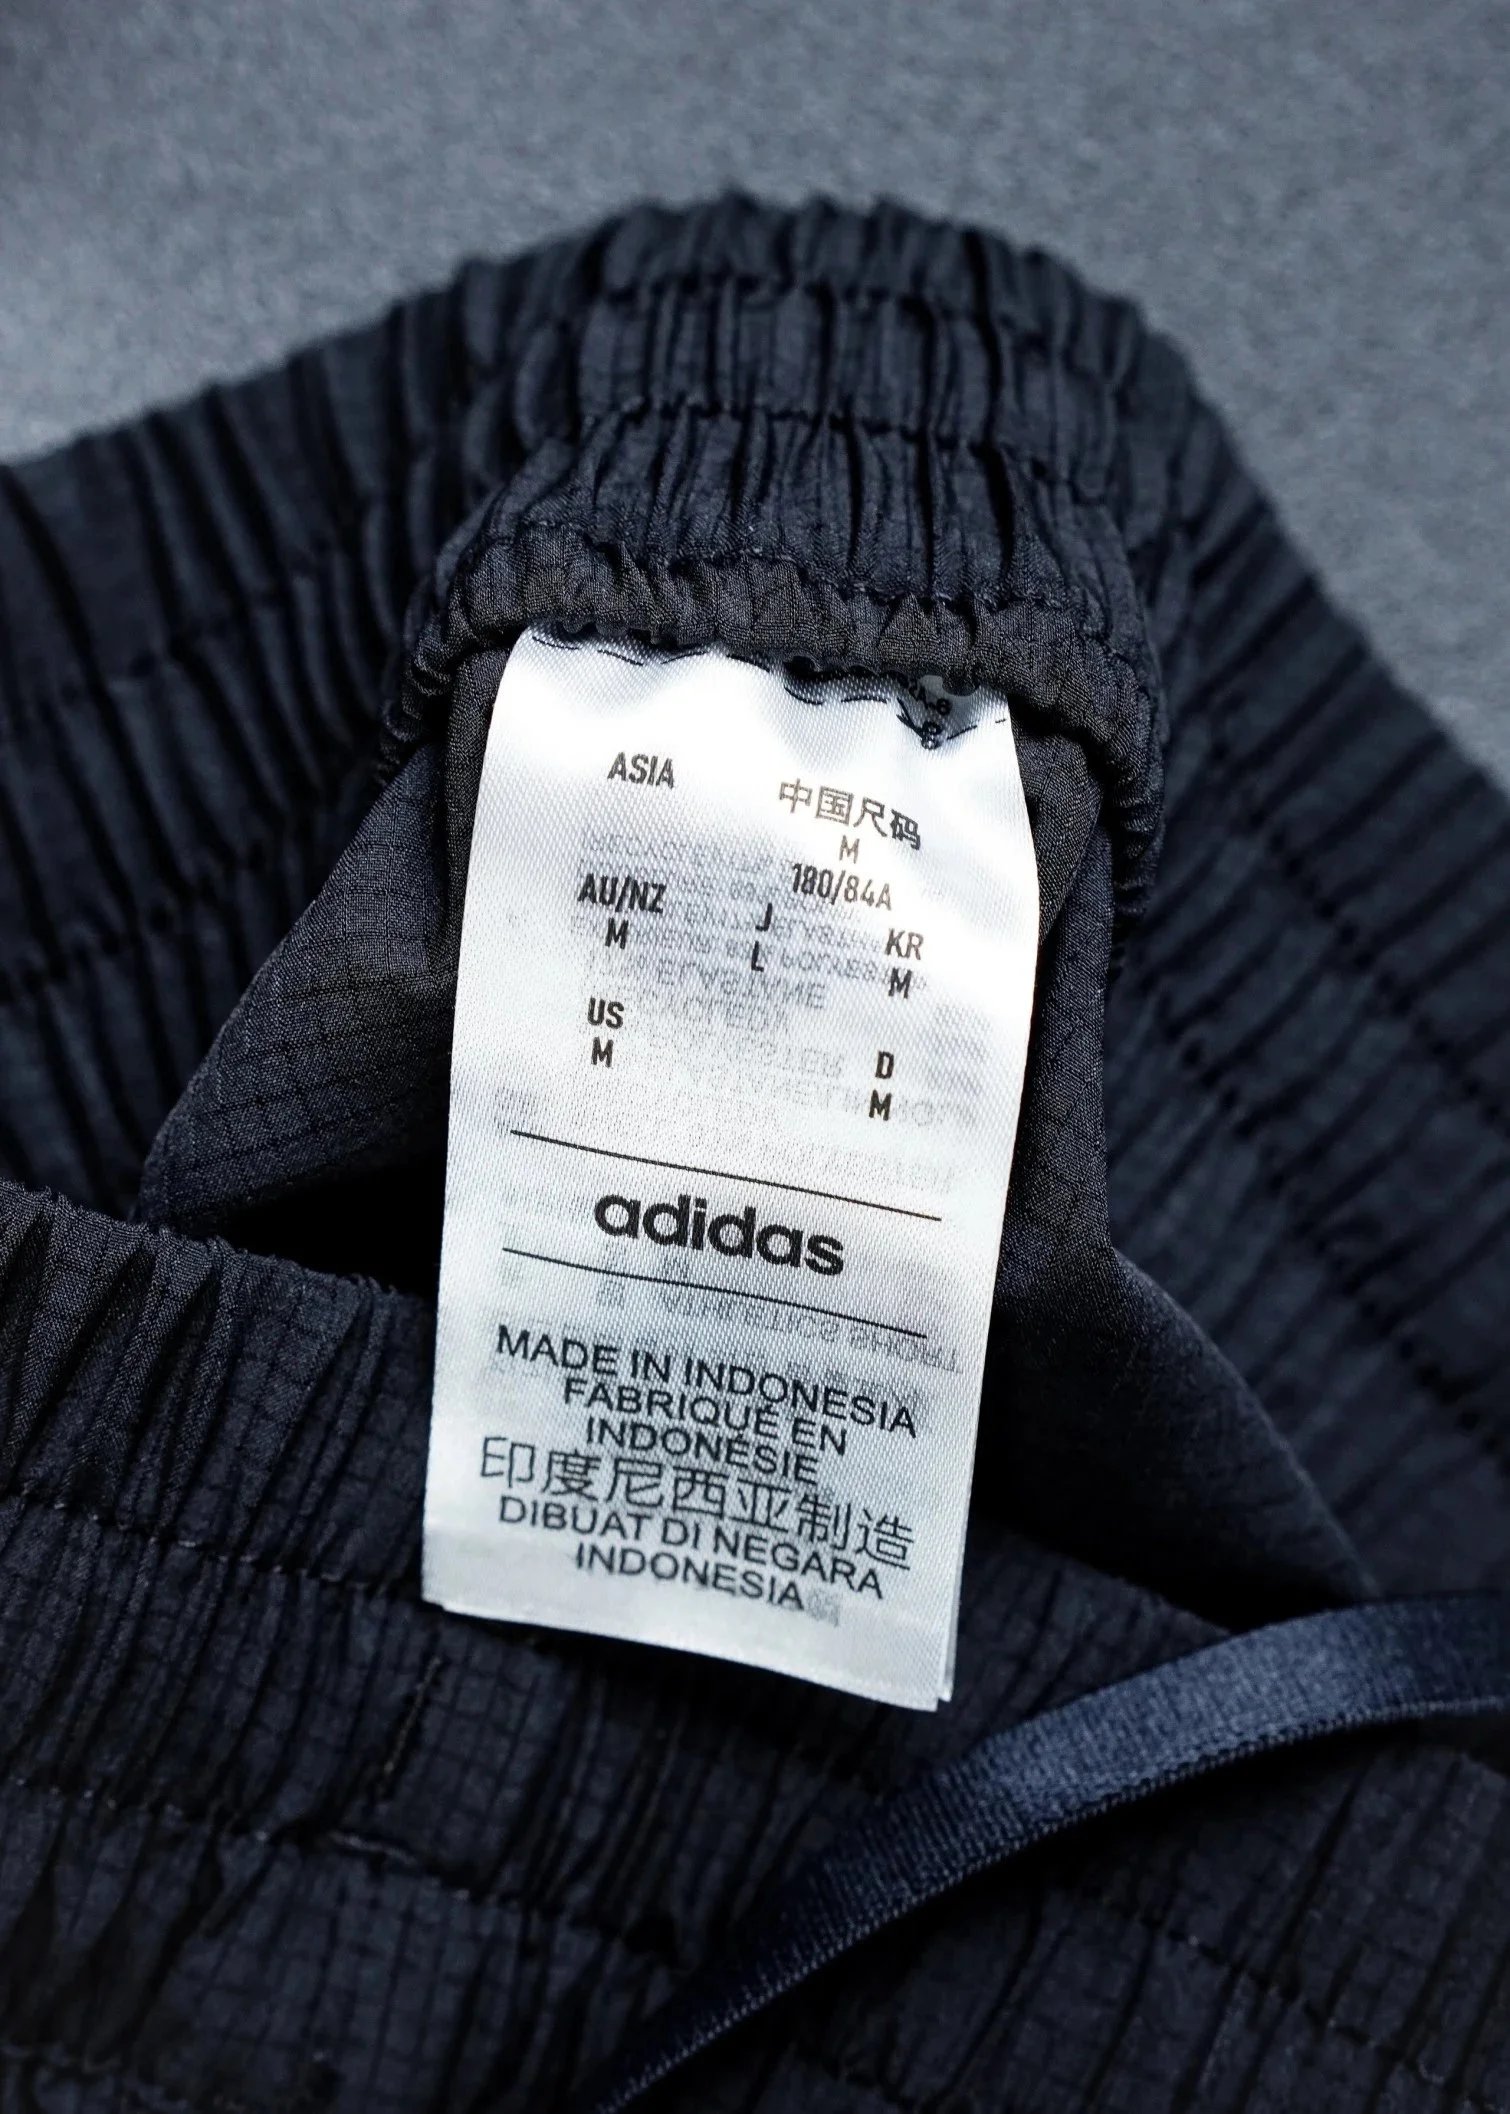 ASIA
中国尺码
M
180/84A
AU/NZ J KR
M L M
US D
M M
adidas
MADE IN INDONESIA
FABRIQUÉ EN
INDONÉSIE
印度尼西亚制造
DIBUAT DI NEGARA
INDONESIA